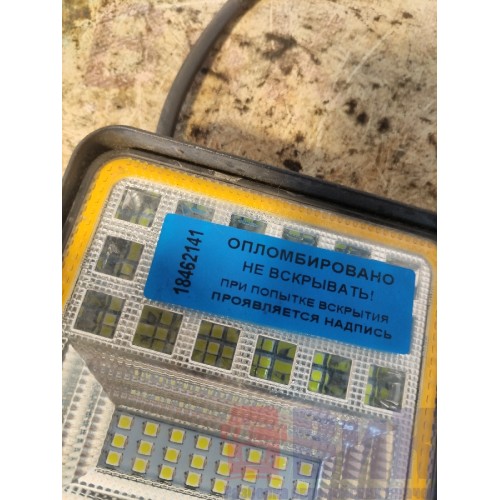 18462141
ОПЛОМБИРОВАНО
НЕ ВСКРЫВАТЬ!
ПРИ ПОПЫТКЕ ВСКРЫТИЯ
ПРОЯВЛЯЕТСЯ НАДПИСЬ